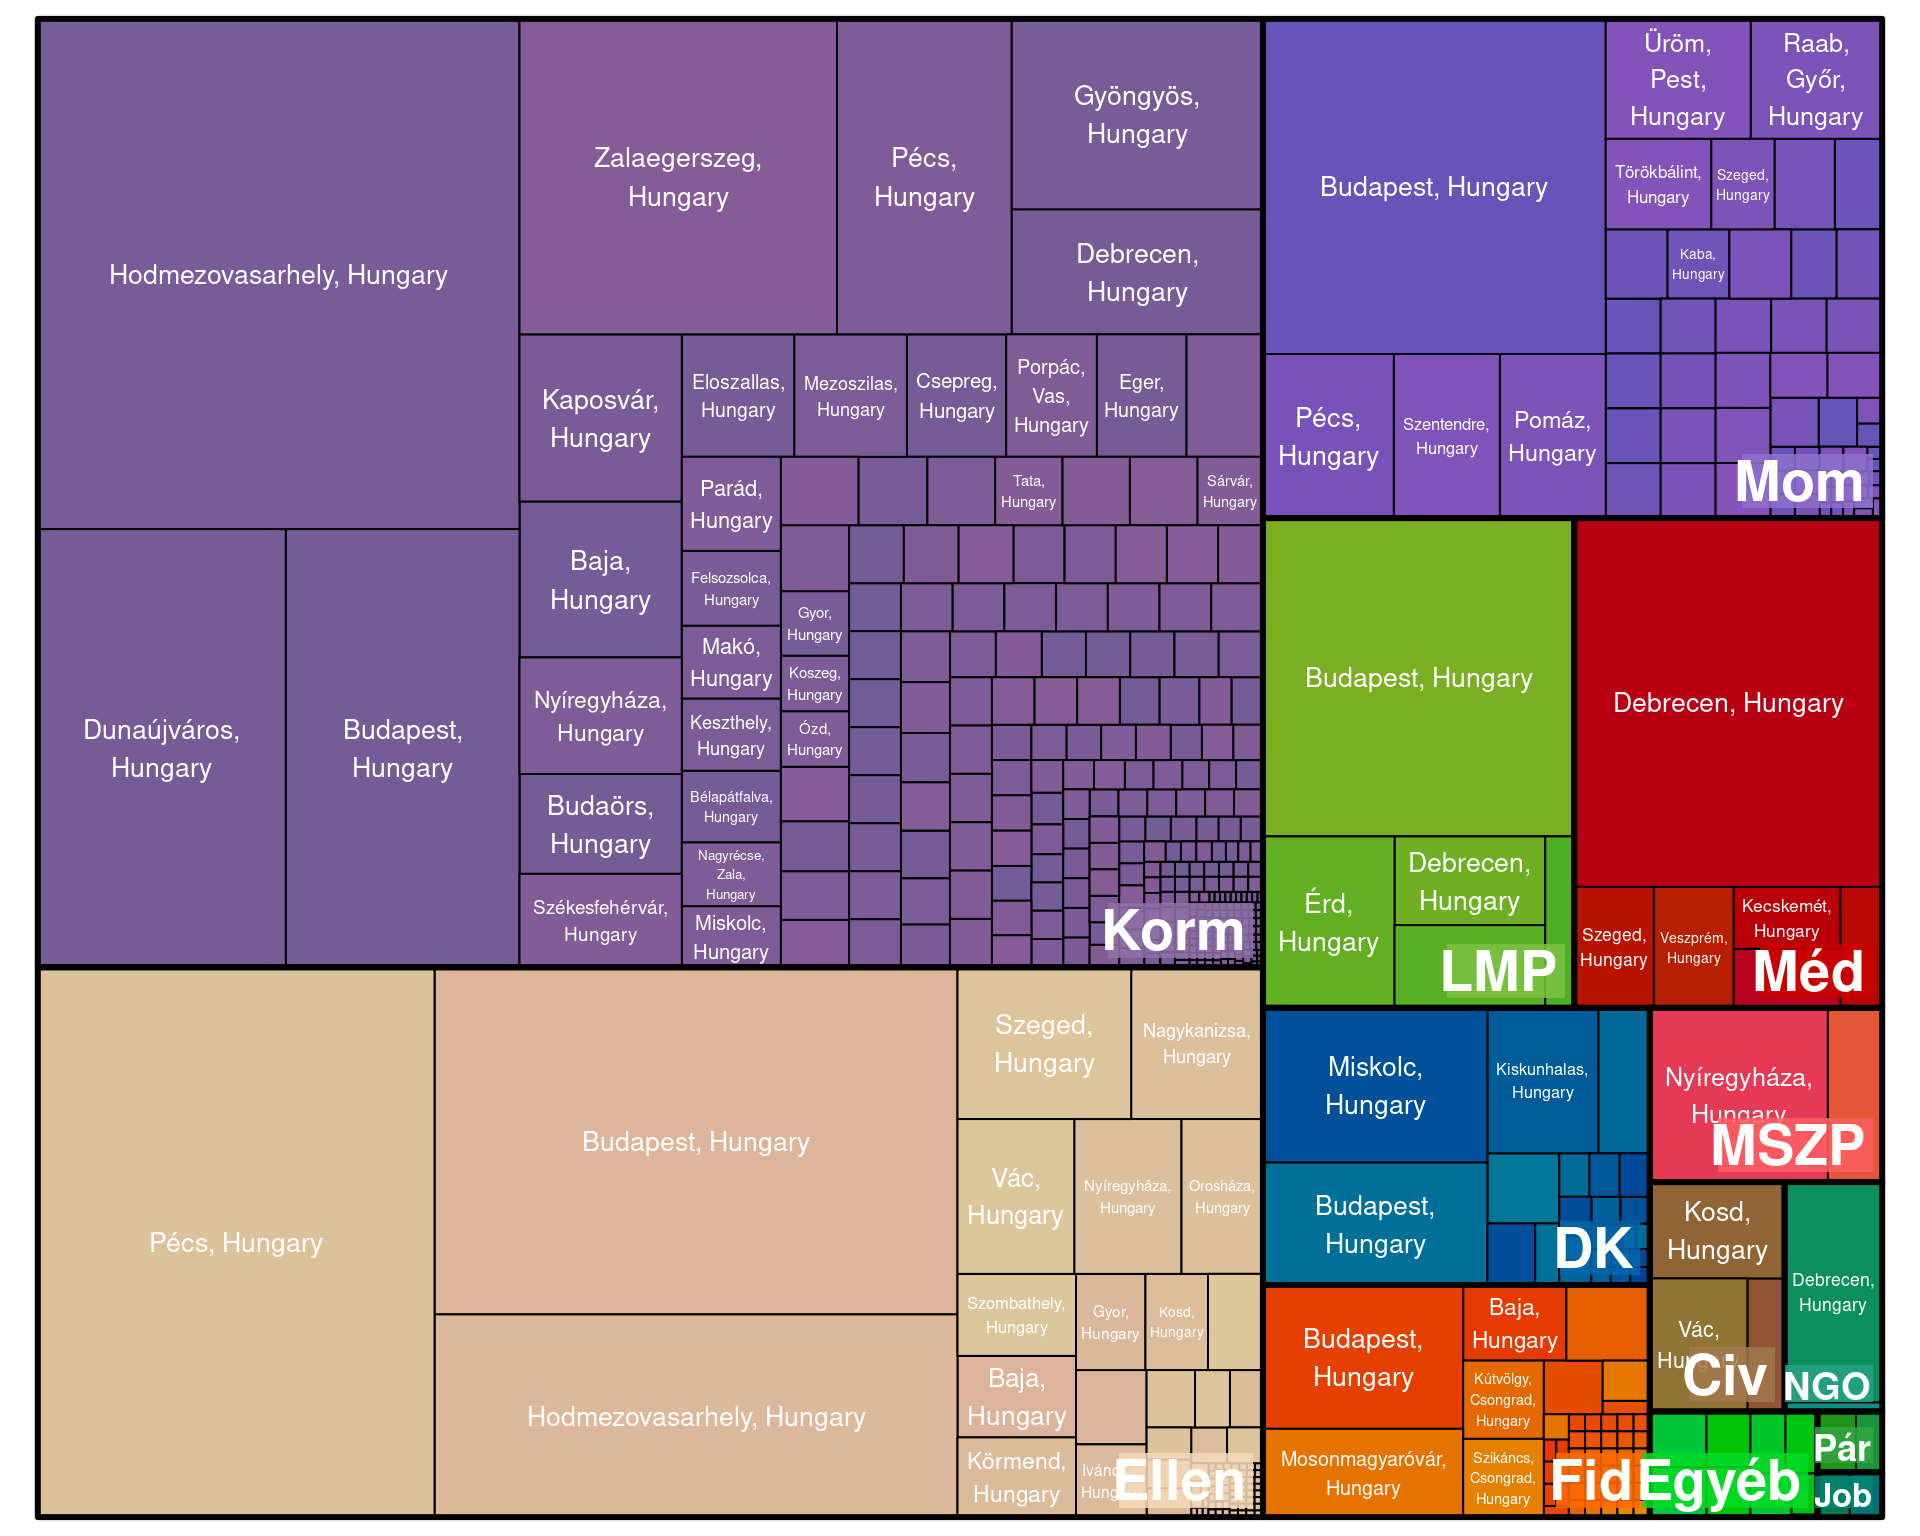 Hodmezovasarhely, Hungary
Dunaújváros,
Hungary
Budapest,
Hungary
Zalaegerszeg,
Hungary
Pécs,
Hungary
Gyöngyös,
Hungary
Debrecen,
Hungary
Kaposvár,
Hungary
Baja,
Hungary
Nyíregyháza,
Hungary
Budaörs,
Hungary
Székesfehérvár,
Hungary
Eloszallas,
Hungary
Mezoszilas,
Hungary
Csepreg,
Hungary
Porpác,
Vas,
Hungary
Eger,
Hungary
Parád,
Hungary
Felsozsolca,
Hungary
Makó,
Hungary
Keszthely,
Hungary
Bélapátfalva,
Hungary
Nagyrécse,
Zala,
Hungary
Miskolc,
Hungary
Tata,
Hungary
Sárvár,
Hungary
Gyor,
Hungary
Koszeg,
Hungary
Ózd,
Hungary
Korm
Budapest, Hungary
Pécs,
Hungary
Szentendre,
Hungary
Pomáz,
Hungary
Üröm,
Pest,
Hungary
Raab,
Győr,
Hungary
Törökbálint,
Hungary
Szeged,
Hungary
Kaba,
Hungary
Mom
Budapest, Hungary
Érd,
Hungary
Debrecen,
Hungary
LMP
Debrecen, Hungary
Szeged,
Hungary
Veszprém,
Hungary
Kecskemét,
Hungary
Méd
Pécs, Hungary
Budapest, Hungary
Hodmezovasarhely, Hungary
Szeged,
Hungary
Nagykanizsa,
Hungary
Vác,
Hungary
Nyíregyháza,
Hungary
Orosháza,
Hungary
Szombathely,
Hungary
Gyor,
Hungary
Kosd,
Hungary
Baja,
Hungary
Körmend,
Hungary
Ellen
Miskolc,
Hungary
Kiskunhalas,
Hungary
Budapest,
Hungary
DK
Nyíregyháza,
Hungary
MSZP
Kosd,
Hungary
Vác,
Civ
Debrecen,
Hungary
NGO
Budapest,
Hungary
Baja,
Hungary
Kútvölgy,
Csongrad,
Hungary
Mosonmagyaróvár,
Hungary
Szikáncs,
Csongrad,
Hungary
Fid
Egyéb
Pár
Job